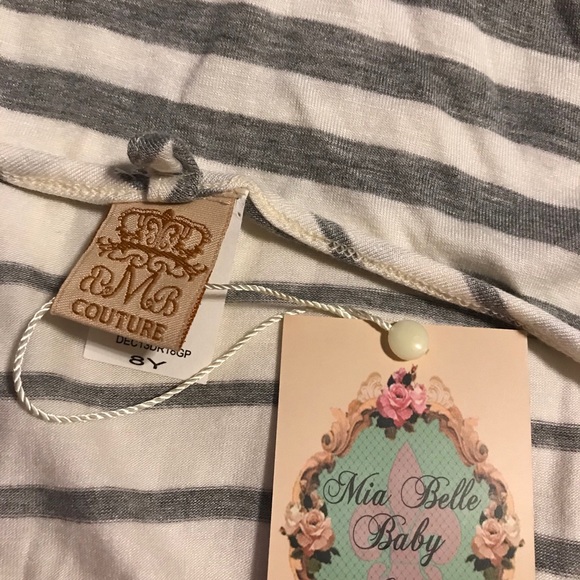 MB
COUTURE
DEC13DR16GP
8Y
Mia Belle
Baby